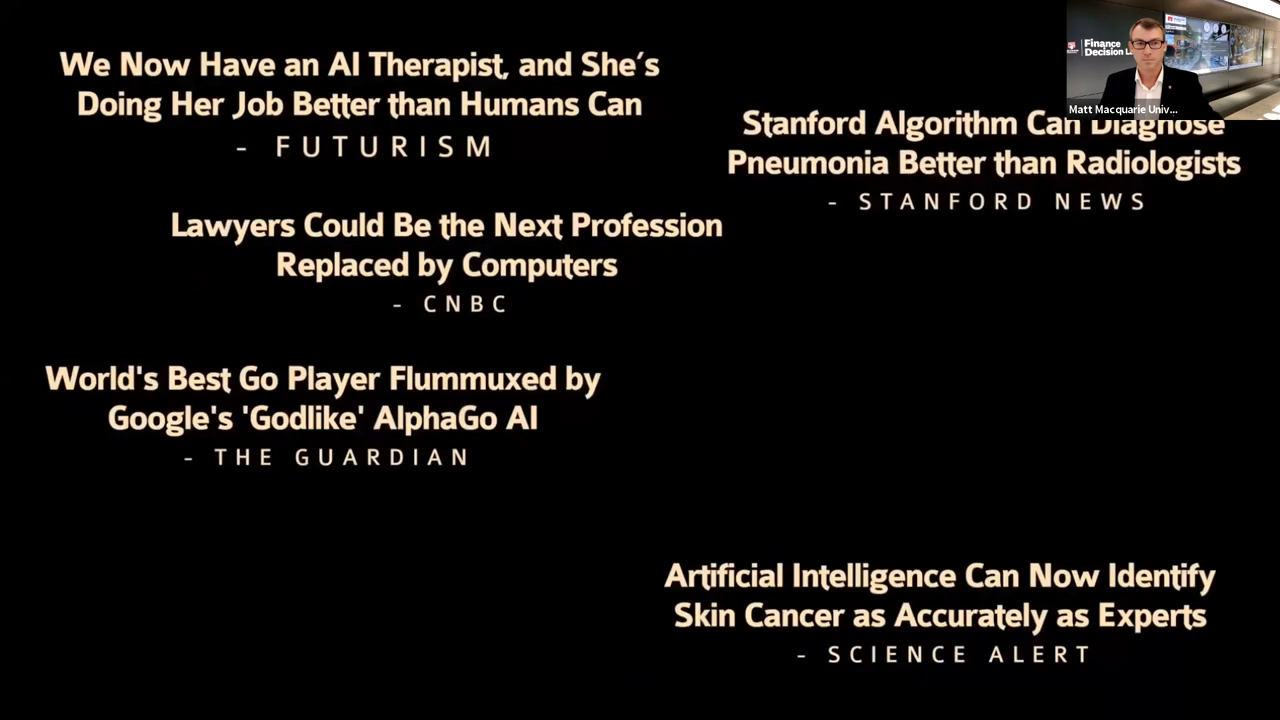 We Now Have an AI Therapist, and She's
Doing Her Job Better than Humans Can
- FUTURISM
Finance
Decision L
Matt Macquarie Univ...
Stanford Algorithm Can Diagnose
Pneumonia Better than Radiologists
- STANFORD NEWS
Lawyers Could Be the Next Profession
Replaced by Computers
- CNBC
World's Best Go Player Flummuxed by
Google's 'Godlike' AlphaGo AI
- THE GUARDIAN
Artificial Intelligence Can Now Identify
Skin Cancer as Accurately as Experts
- SCIENCE ALERT